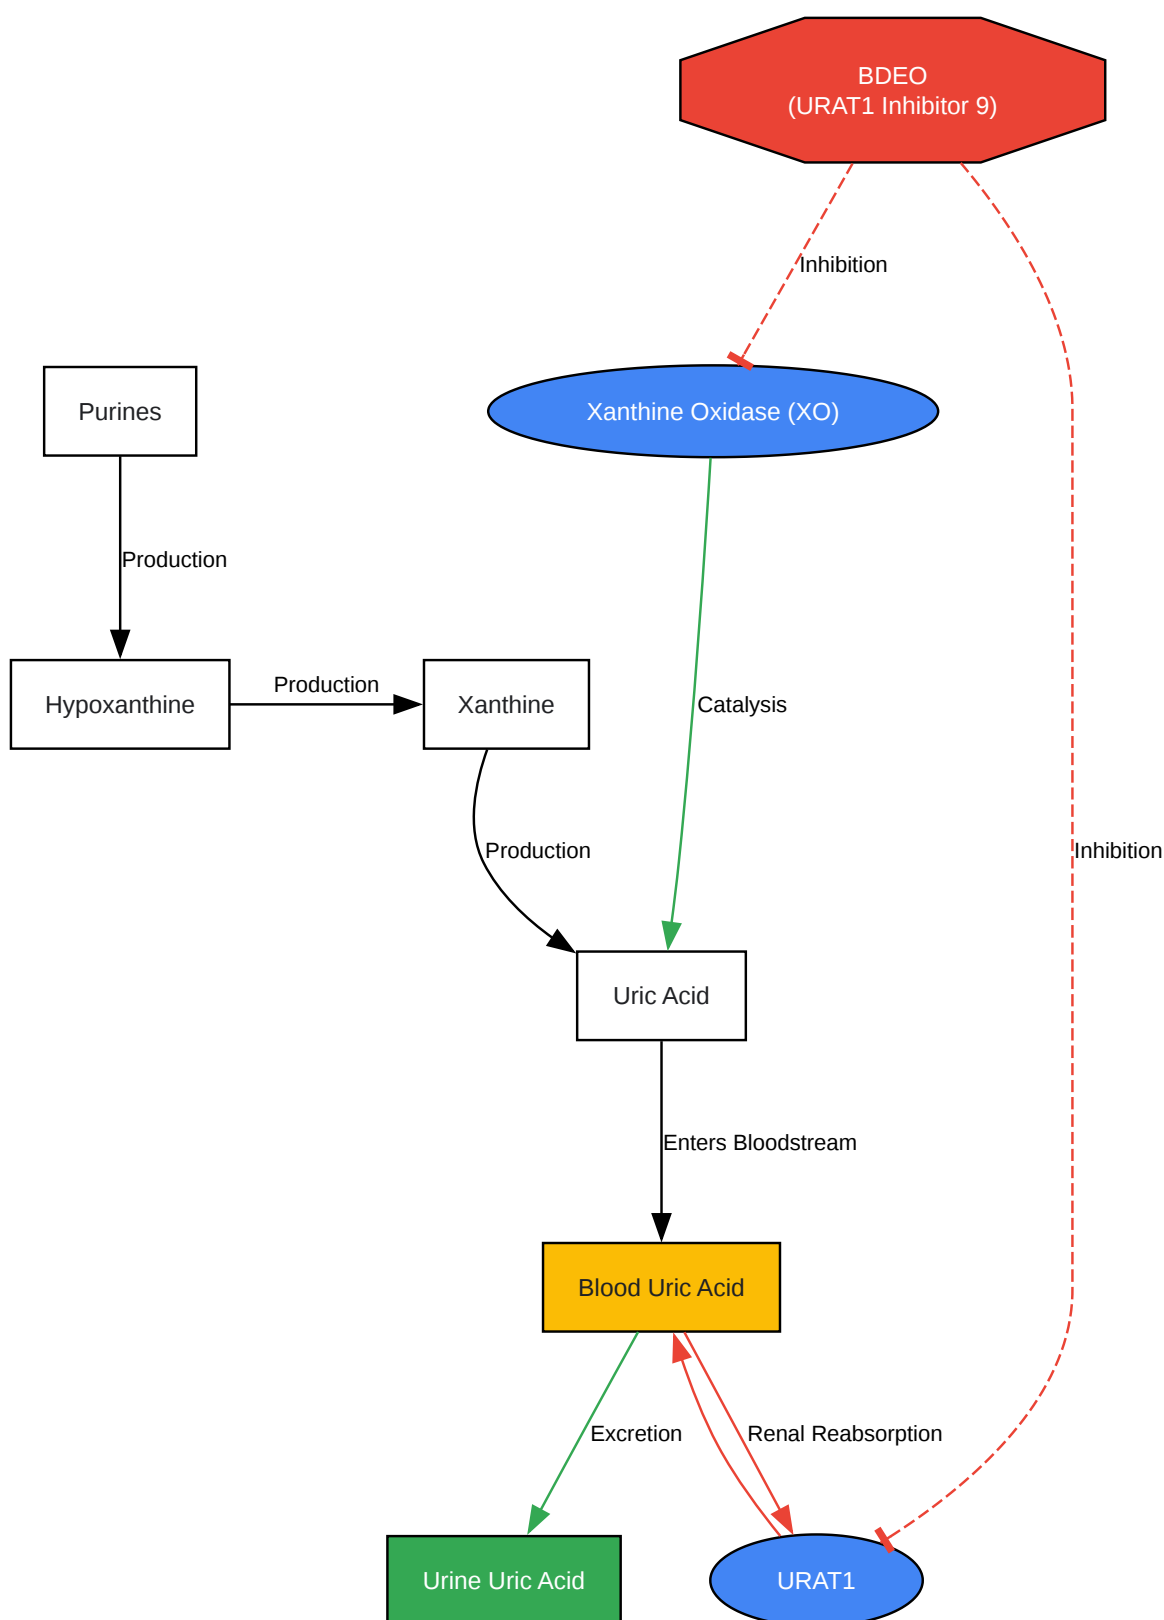 BDEO
(URAT1 Inhibitor 9)
Inhibition
Purines
Xanthine Oxidase (XO)
Production
Hypoxanthine
Production
Xanthine
Catalysis
Production
Inhibition
Uric Acid
Enters Bloodstream
Blood Uric Acid
Excretion
Renal Reabsorption
Urine Uric Acid
URAT1